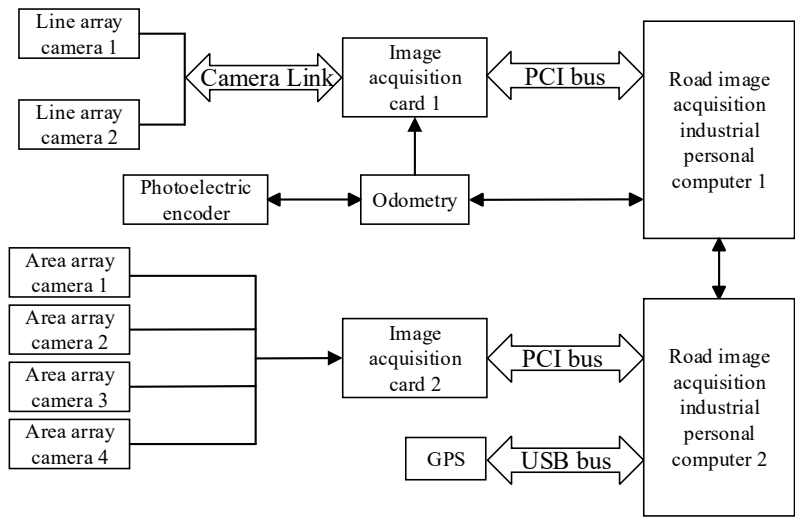 Line array
camera 1
Line array
camera 2
Camera Link
Image
acquisition
card 1
PCI bus
Road image
acquisition
industrial
personal
computer 1
Photoelectric
encoder
Odometry
Area array
camera 1
Area array
camera 2
Area array
camera 3
Area array
camera 4
Image
acquisition
card 2
PCI bus
Road image
acquisition
industrial
personal
computer 2
GPS
USB bus